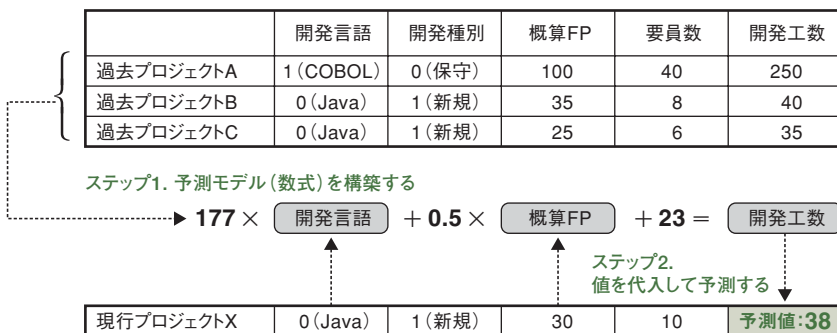 開発言語 開発種別 概算FP 要員数 開発工数
過去プロジェクトA 1(COBOL) 0(保守) 100 40 250
過去プロジェクトB 0(Java) 1(新規) 35 8 40
過去プロジェクトC 0(Java) 1(新規) 25 6 35
ステップ1. 予測モデル(数式)を構築する
177 × 開発言語 + 0.5 × 概算FP + 23 = 開発工数
ステップ2.
値を代入して予測する
現行プロジェクトX 0(Java) 1(新規) 30 10 予測値:38